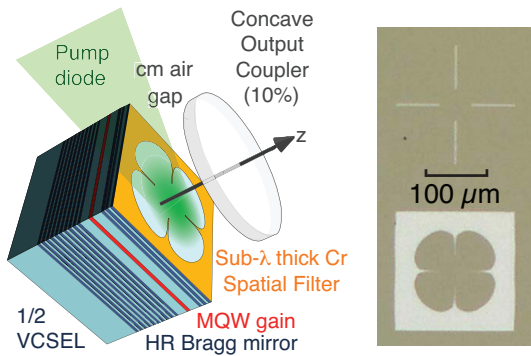 Pump
diode
cm air
gap
Concave
Output
Coupler
(10%)
z
100 µm
Sub-λ thick Cr
Spatial Filter
MQW gain
1/2
VCSEL
HR Bragg mirror